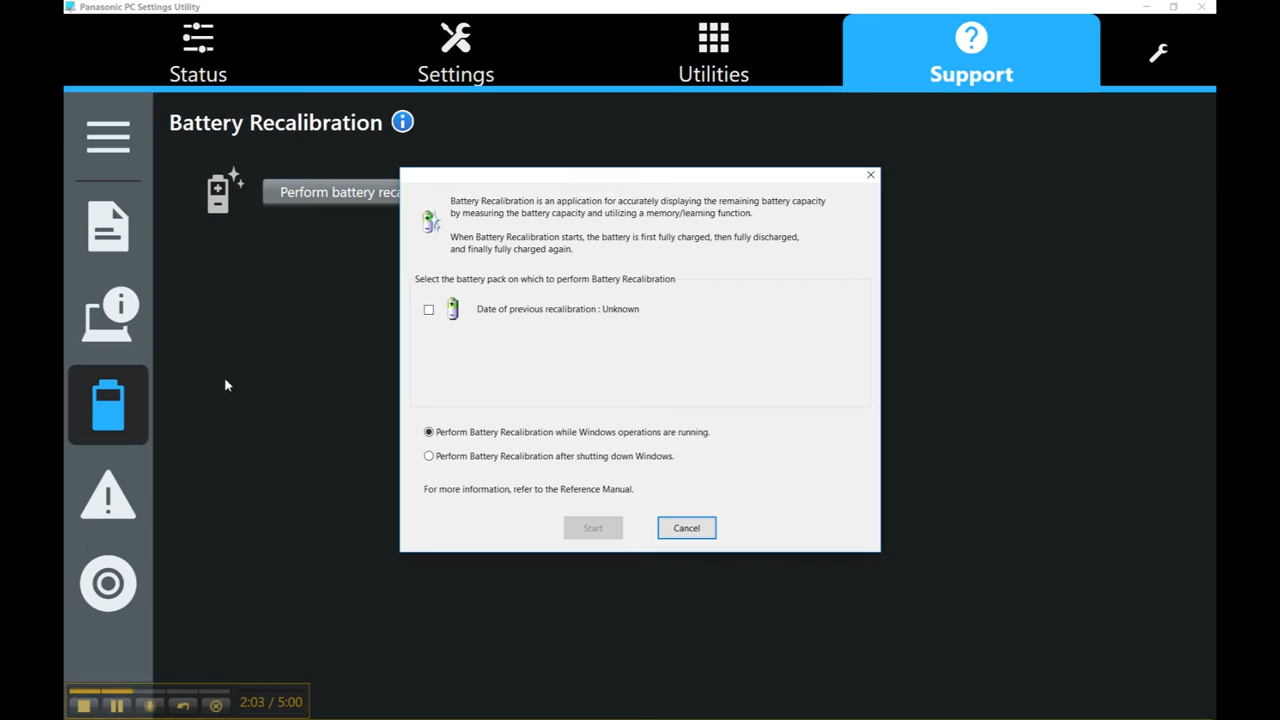 Panasonic PC Settings Utility
Status
Settings
Utilities
Support
Battery Recalibration
Perform battery reca
Battery Recalibration is an application for accurately displaying the remaining battery capacity
by measuring the battery capacity and utilizing a memory/learning function.
When Battery Recalibration starts, the battery is first fully charged, then fully discharged,
and finally fully charged again.
Select the battery pack on which to perform Battery Recalibration
Date of previous recalibration : Unknown
Perform Battery Recalibration while Windows operations are running.
Perform Battery Recalibration after shutting down Windows.
For more information, refer to the Reference Manual.
Start
Cancel
2:03 / 5:00